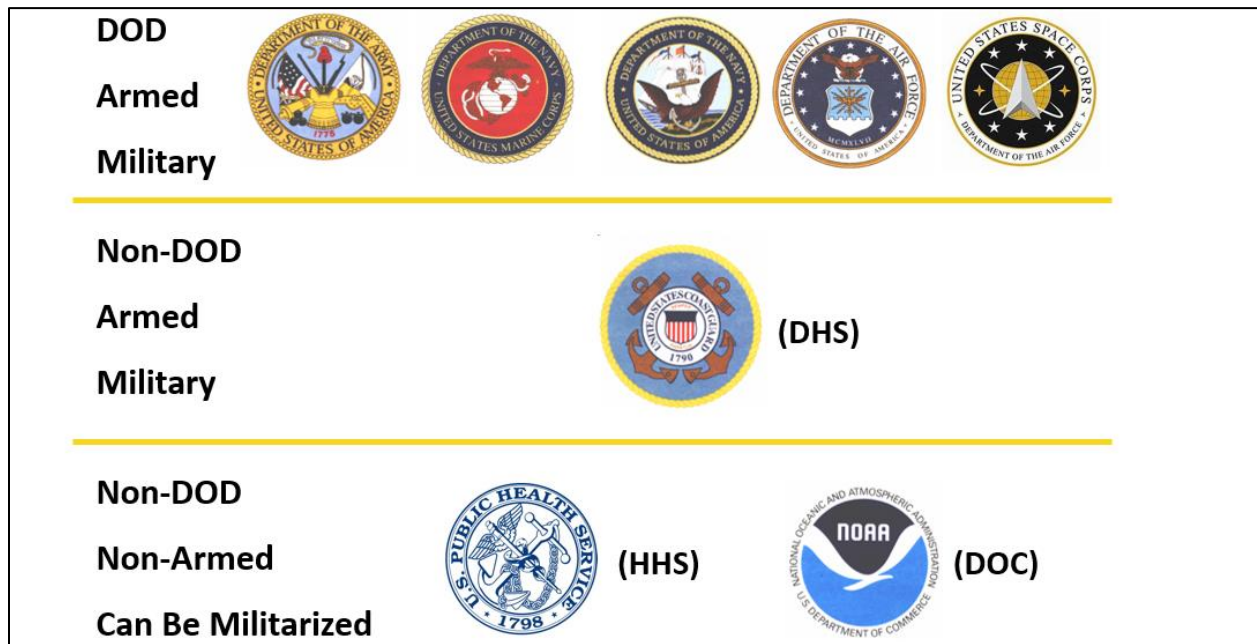 DOD
Armed
Military
DEPARTMENT OF THE ARMY
1775
UNITED STATES OF AMERICA
DEPARTMENT OF THE NAVY
UNITED STATES MARINE CORPS
DEPARTMENT OF THE NAVY
UNITED STATES OF AMERICA
DEPARTMENT OF THE AIR FORCE
MCMXLVII
UNITED STATES OF AMERICA
UNITED STATES SPACE CORPS
DEPARTMENT OF THE AIR FORCE
Non-DOD
Armed
Military
UNITED STATES COAST GUARD
1790
(DHS)
Non-DOD
Non-Armed
Can Be Militarized
U.S. PUBLIC HEALTH SERVICE
1798
(HHS)
NATIONAL OCEANIC AND ATMOSPHERIC ADMINISTRATION
NOAA
U.S. DEPARTMENT OF COMMERCE
(DOC)